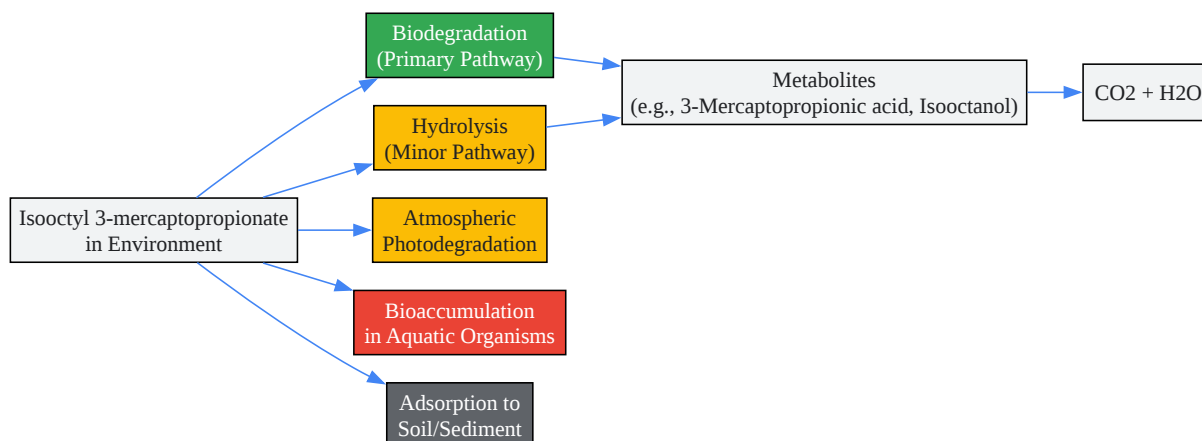 Biodegradation
(Primary Pathway)
Metabolites
(e.g., 3-Mercaptopropionic acid, Isooctanol)
CO2 + H2O
Hydrolysis
(Minor Pathway)
Isooctyl 3-mercaptopropionate
in Environment
Atmospheric
Photodegradation
Bioaccumulation
in Aquatic Organisms
Adsorption to
Soil/Sediment